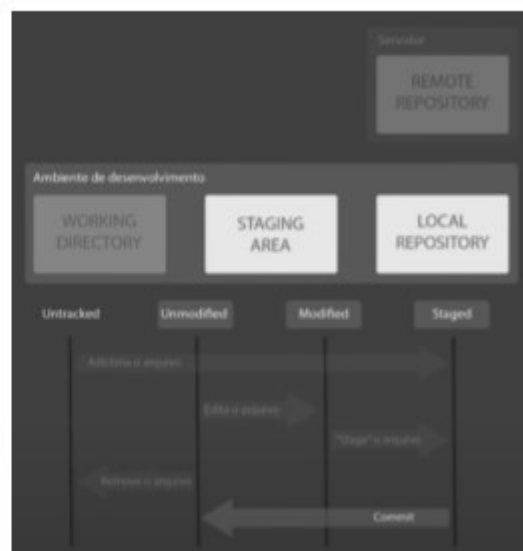 Servidor
REMOTE
REPOSITORY
Ambiente de desenvolvimento
WORKING
DIRECTORY
STAGING
AREA
LOCAL
REPOSITORY
Untracked
Unmodified
Modified
Staged
Adiciona o arquivo
Edita o arquivo
"Stage" o arquivo
Remove o arquivo
Commit